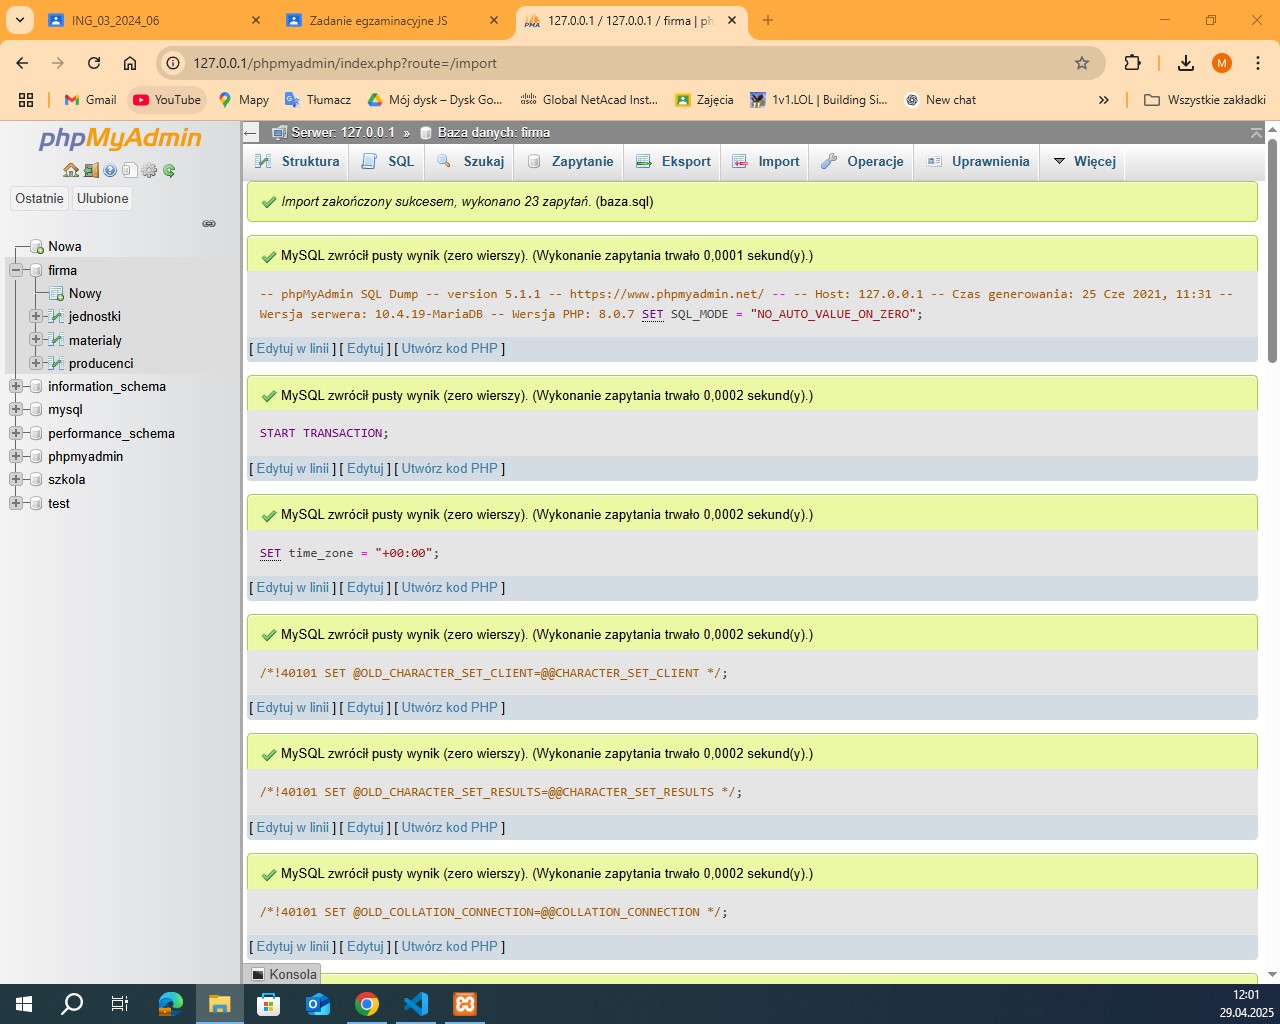 ING_03_2024_06
Zadanie egzaminacyjne JS
127.0.0.1 / 127.0.0.1 / firma | ph
127.0.0.1/phpmyadmin/index.php?route=/import
M
Gmail
YouTube
Mapy
Tłumacz
Mój dysk – Dysk Go...
Global NetAcad Inst...
Zajęcia
1v1.LOL | Building Si...
New chat
Wszystkie zakładki
phpMyAdmin
Ostatnie
Ulubione
Nowa
firma
Nowy
jednostki
materialy
producenci
information_schema
mysql
performance_schema
phpmyadmin
szkola
test
Serwer: 127.0.0.1 » Baza danych: firma
Struktura
SQL
Szukaj
Zapytanie
Eksport
Import
Operacje
Uprawnienia
Więcej
Import zakończony sukcesem, wykonano 23 zapytań. (baza.sql)
MySQL zwrócił pusty wynik (zero wierszy). (Wykonanie zapytania trwało 0,0001 sekund(y).)
-- phpMyAdmin SQL Dump -- version 5.1.1 -- https://www.phpmyadmin.net/ -- -- Host: 127.0.0.1 -- Czas generowania: 25 Cze 2021, 11:31 --
Wersja serwera: 10.4.19-MariaDB -- Wersja PHP: 8.0.7 SET SQL_MODE = "NO_AUTO_VALUE_ON_ZERO";
[ Edytuj w linii ] [ Edytuj ] [ Utwórz kod PHP ]
MySQL zwrócił pusty wynik (zero wierszy). (Wykonanie zapytania trwało 0,0002 sekund(y).)
START TRANSACTION;
[ Edytuj w linii ] [ Edytuj ] [ Utwórz kod PHP ]
MySQL zwrócił pusty wynik (zero wierszy). (Wykonanie zapytania trwało 0,0002 sekund(y).)
SET time_zone = "+00:00";
[ Edytuj w linii ] [ Edytuj ] [ Utwórz kod PHP ]
MySQL zwrócił pusty wynik (zero wierszy). (Wykonanie zapytania trwało 0,0002 sekund(y).)
/*!40101 SET @OLD_CHARACTER_SET_CLIENT=@@CHARACTER_SET_CLIENT */;
[ Edytuj w linii ] [ Edytuj ] [ Utwórz kod PHP ]
MySQL zwrócił pusty wynik (zero wierszy). (Wykonanie zapytania trwało 0,0002 sekund(y).)
/*!40101 SET @OLD_CHARACTER_SET_RESULTS=@@CHARACTER_SET_RESULTS */;
[ Edytuj w linii ] [ Edytuj ] [ Utwórz kod PHP ]
MySQL zwrócił pusty wynik (zero wierszy). (Wykonanie zapytania trwało 0,0002 sekund(y).)
/*!40101 SET @OLD_COLLATION_CONNECTION=@@COLLATION_CONNECTION */;
[ Edytuj w linii ] [ Edytuj ] [ Utwórz kod PHP ]
Konsola
12:01
29.04.2025